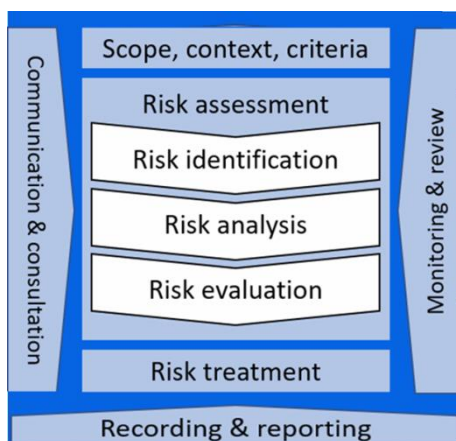 Scope, context, criteria
Communication & consultation
Risk assessment
Risk identification
Risk analysis
Risk evaluation
Monitoring & review
Risk treatment
Recording & reporting